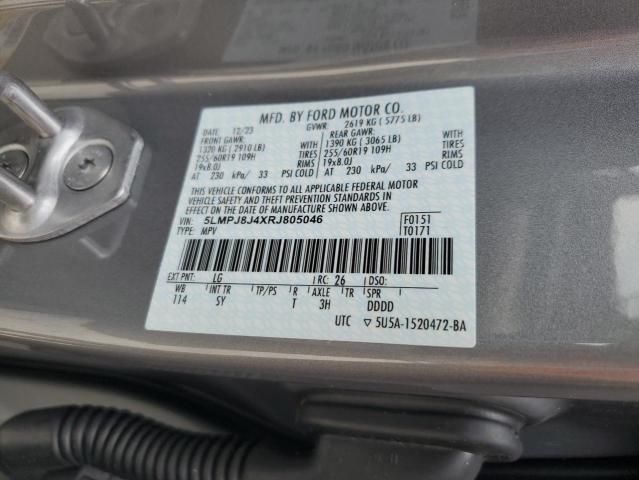 MFD. BY FORD MOTOR CO.
DATE: 12/23 GVWR: 2619 KG ( 5775 LB)
FRONT GAWR: REAR GAWR:
1320 KG ( 2910 LB) 1390 KG ( 3065 LB)
255/60R19 109H TIRES 255/60R19 109H TIRES
19x8.0J RIMS 19x8.0J RIMS
AT 230 kPa/ 33 PSI COLD AT 230 kPa/ 33 PSI COLD
THIS VEHICLE CONFORMS TO ALL APPLICABLE FEDERAL MOTOR
VEHICLE SAFETY AND THEFT PREVENTION STANDARDS IN
EFFECT ON THE DATE OF MANUFACTURE SHOWN ABOVE.
VIN: 5LMPJ8J4XRJ805046 F0151
TYPE: MPV T0171
EXT PNT: LG RC: 26 DSO:
WB INT TR TP/PS R AXLE TR SPR
114 SY T 3H DDDD
UTC ▽ 5U5A-1520472-BA